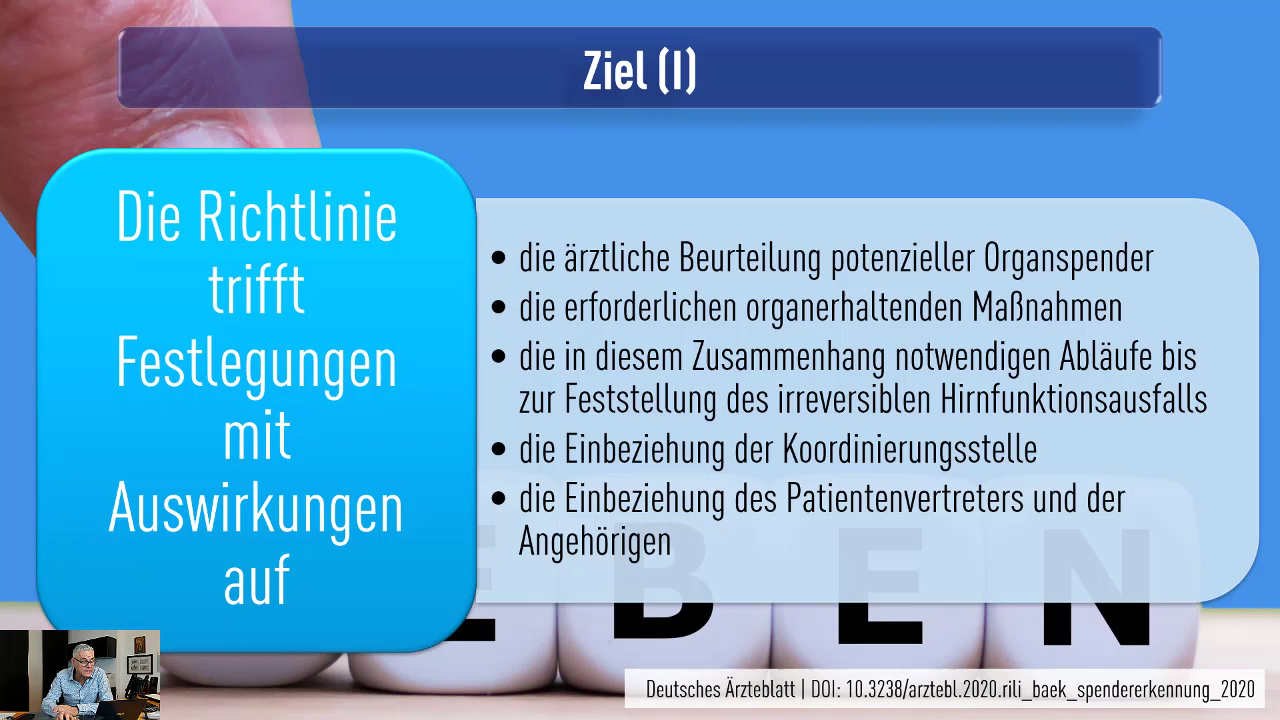 Ziel (I)
Die Richtlinie
trifft
Festlegungen
mit
Auswirkungen
auf
• die ärztliche Beurteilung potenzieller Organspender
• die erforderlichen organerhaltenden Maßnahmen
• die in diesem Zusammenhang notwendigen Abläufe bis
zur Feststellung des irreversiblen Hirnfunktionsausfalls
• die Einbeziehung der Koordinierungsstelle
• die Einbeziehung des Patientenvertreters und der
Angehörigen
EBEN
Deutsches Ärzteblatt | DOI: 10.3238/arztebl.2020.rili_baek_spendererkennung_2020